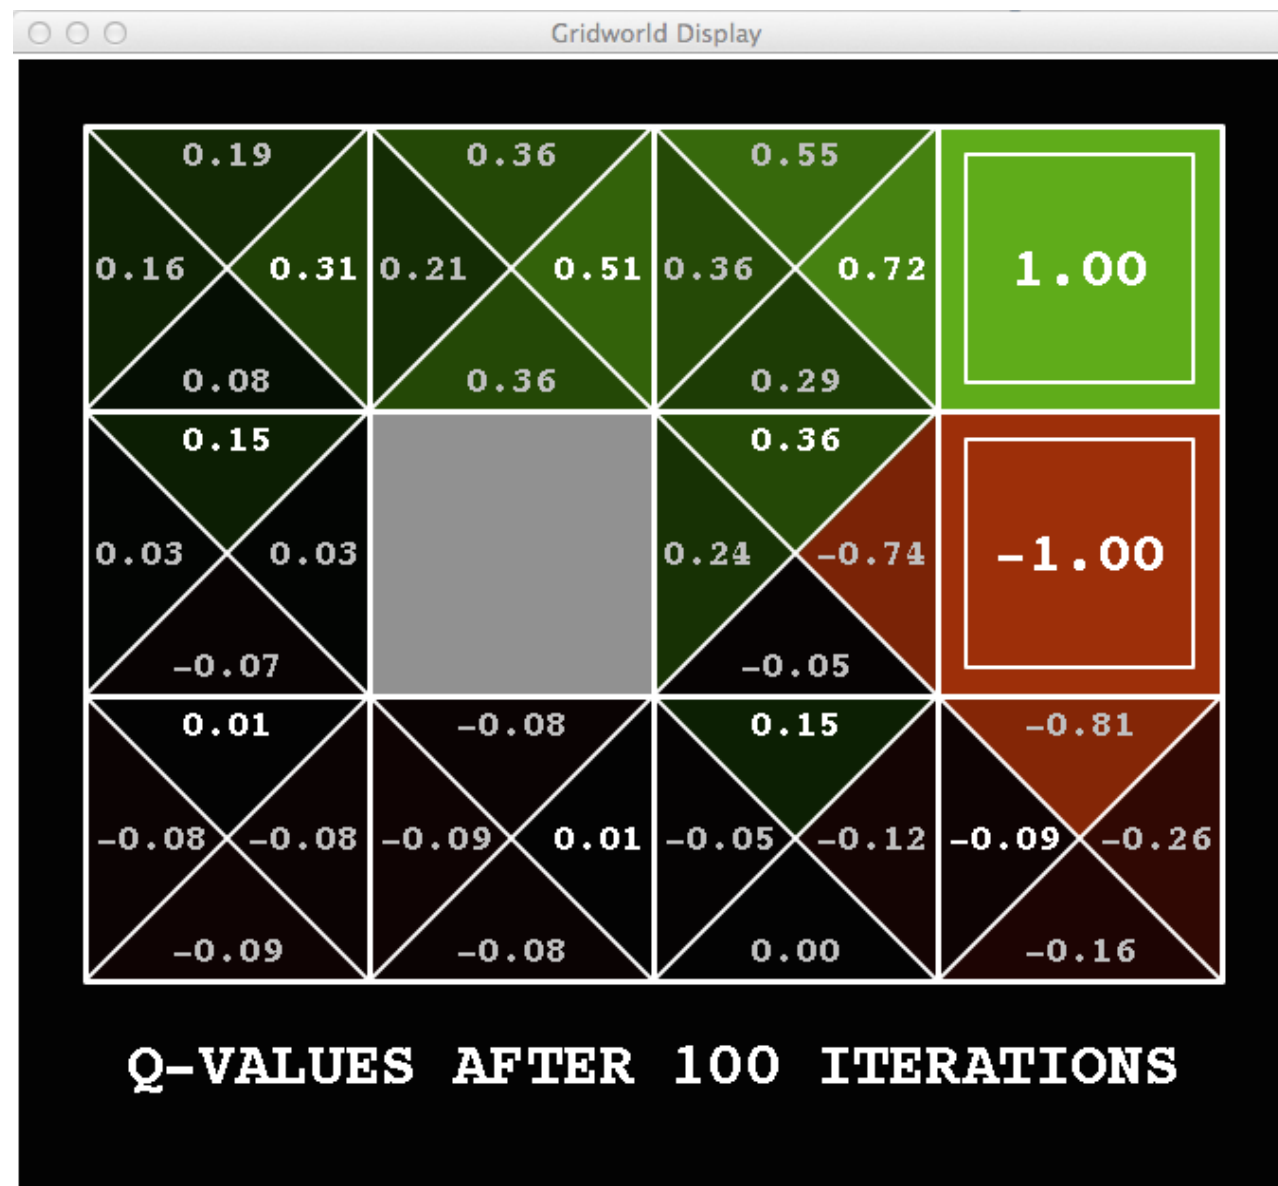 Gridworld Display
0.19 0.36 0.55
0.16 0.31 0.21 0.51 0.36 0.72 1.00
0.08 0.36 0.29
0.15 0.36
0.03 0.03 0.24 -0.74 -1.00
-0.07 -0.05
0.01 -0.08 0.15 -0.81
-0.08 -0.08 -0.09 0.01 -0.05 -0.12 -0.09 -0.26
-0.09 -0.08 0.00 -0.16
Q-VALUES AFTER 100 ITERATIONS